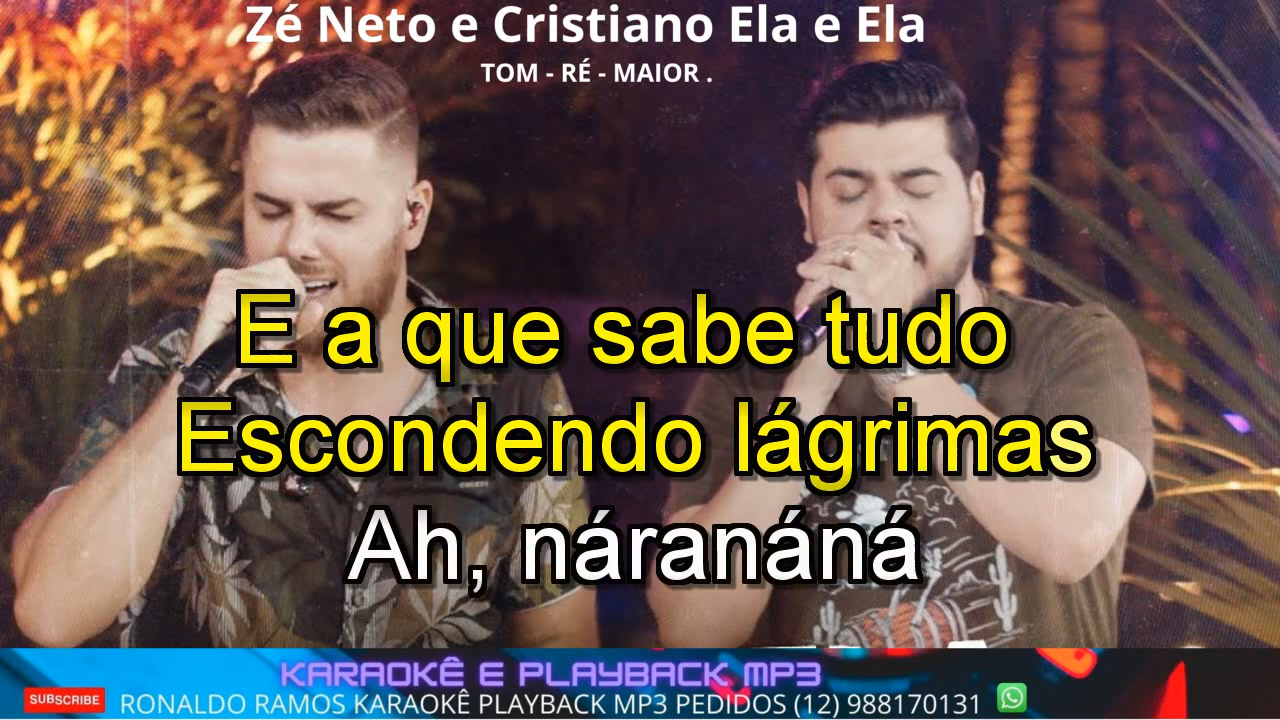 Zé Neto e Cristiano Ela e Ela
TOM - RÉ - MAIOR .
E a que sabe tudo
Escondendo lágrimas
Ah, náranáná
KARAOKÊ E PLAYBACK MP3
SUBSCRIBE RONALDO RAMOS KARAOKÊ PLAYBACK MP3 PEDIDOS (12) 988170131